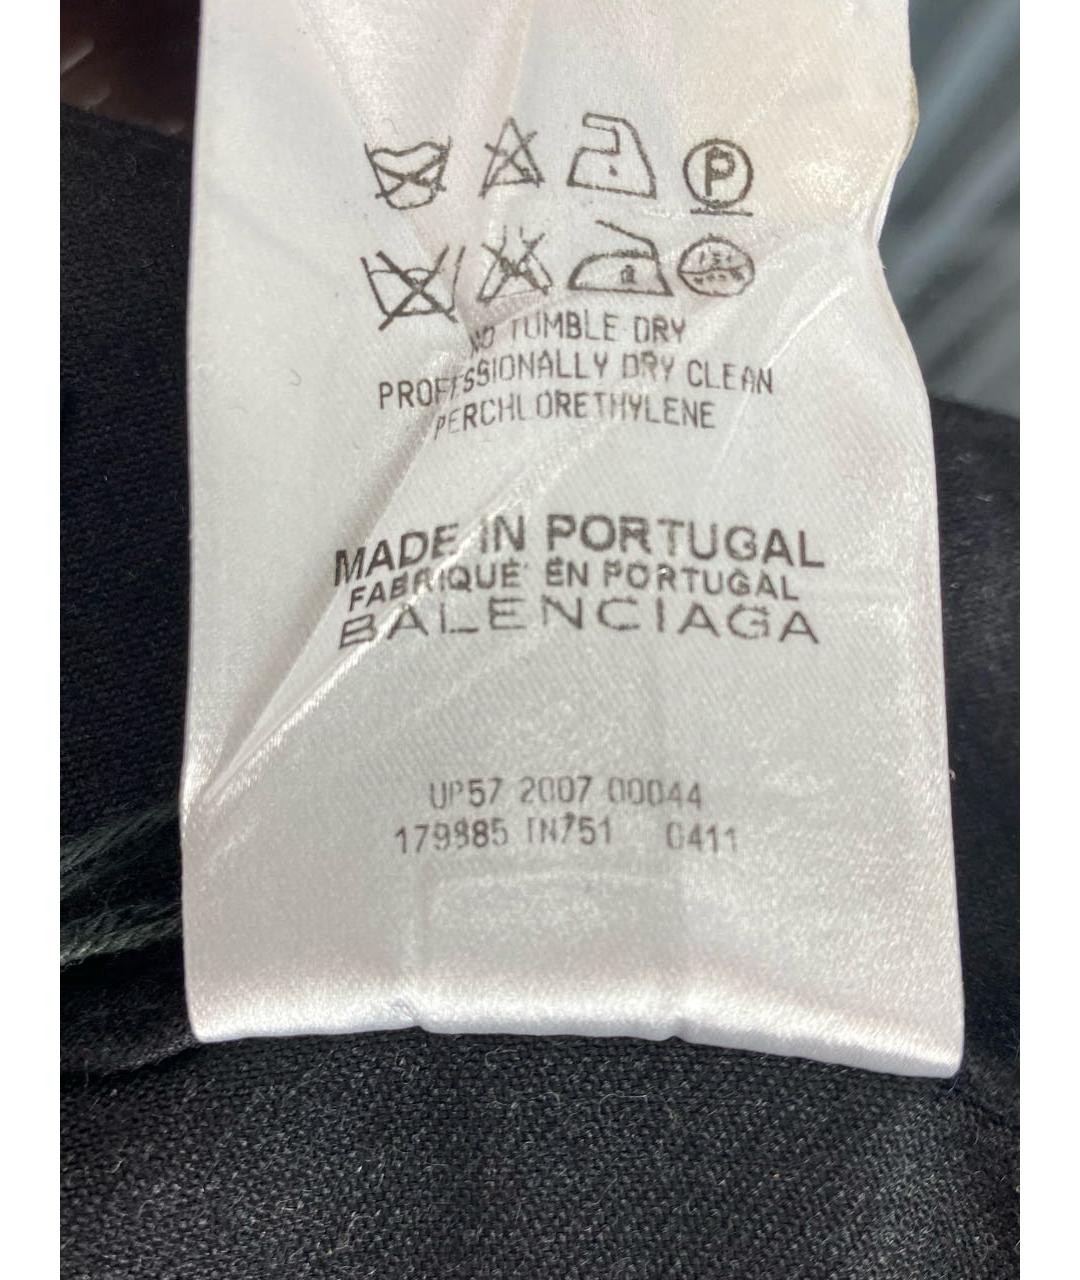 P
NO TUMBLE DRY
PROFESSIONALLY DRY CLEAN
PERCHLORETHYLENE
MADE IN PORTUGAL
FABRIQUE EN PORTUGAL
BALENCIAGA
UP57 2007 00044
179885 TN751 0411